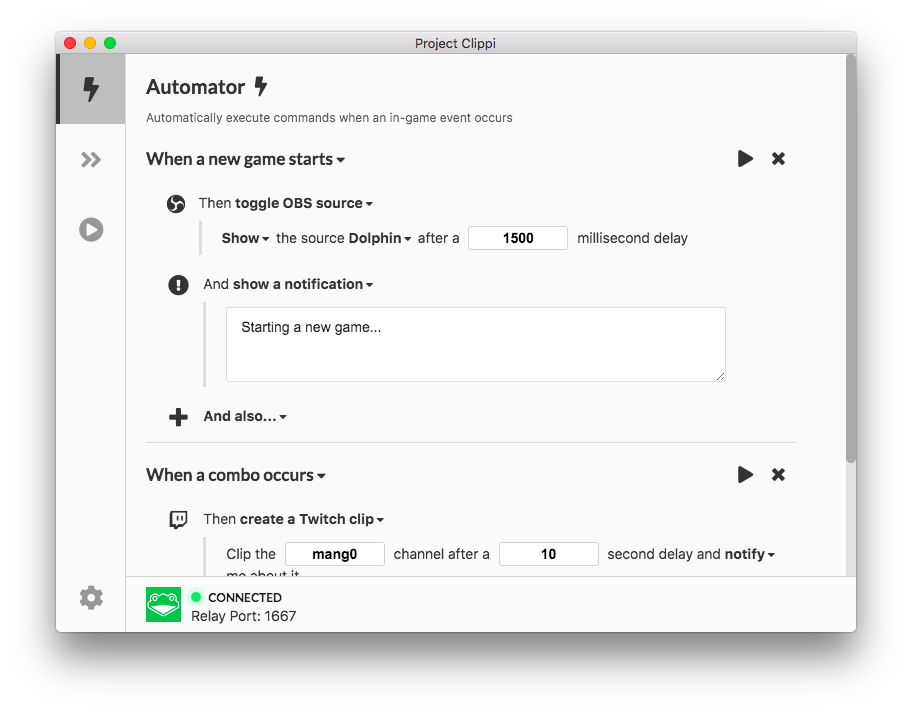 Project Clippi
Automator
Automatically execute commands when an in-game event occurs
When a new game starts
Then toggle OBS source
Show the source Dolphin after a 1500 millisecond delay
And show a notification
Starting a new game...
And also...
When a combo occurs
Then create a Twitch clip
Clip the mang0 channel after a 10 second delay and notify
me about it
CONNECTED
Relay Port: 1667